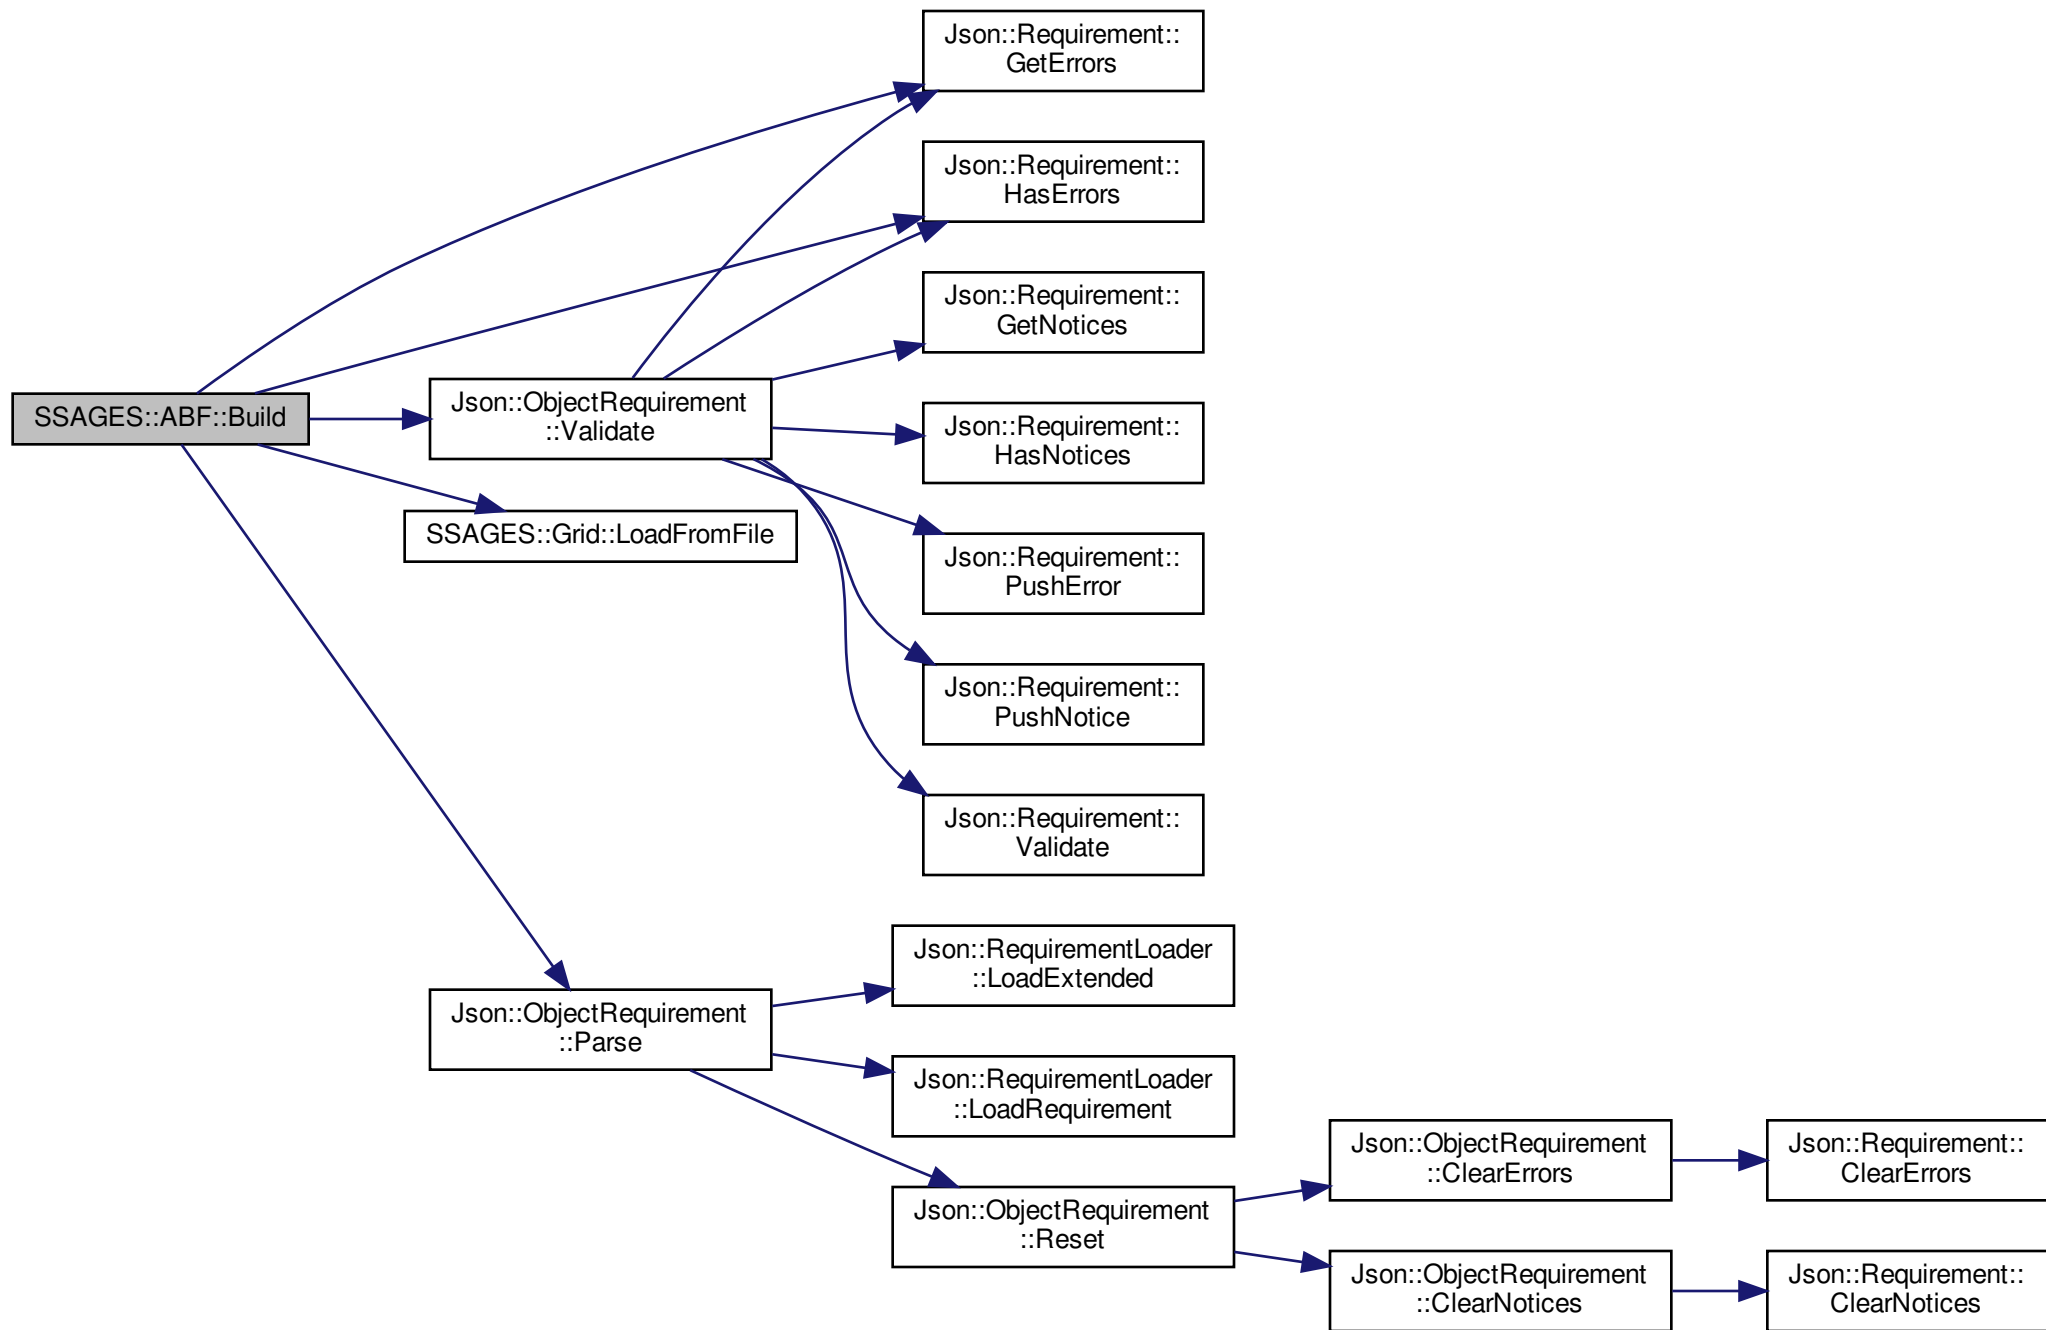 SSAGES::ABF::Build
Json::Requirement::
GetErrors
Json::Requirement::
HasErrors
Json::ObjectRequirement
::Validate
Json::Requirement::
GetNotices
Json::Requirement::
HasNotices
Json::Requirement::
PushError
Json::Requirement::
PushNotice
Json::Requirement::
Validate
SSAGES::Grid::LoadFromFile
Json::ObjectRequirement
::Parse
Json::RequirementLoader
::LoadExtended
Json::RequirementLoader
::LoadRequirement
Json::ObjectRequirement
::Reset
Json::ObjectRequirement
::ClearErrors
Json::Requirement::
ClearErrors
Json::ObjectRequirement
::ClearNotices
Json::Requirement::
ClearNotices